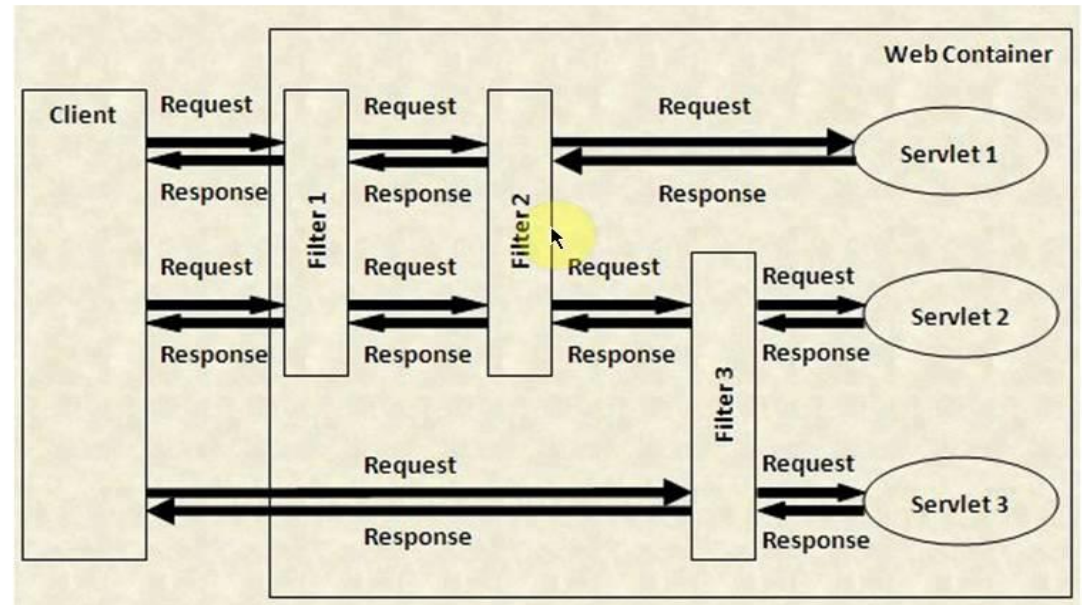 Web Container
Client
Request
Request
Request
Servlet 1
Response
Response
Response
Filter 1
Filter 2
Request
Request
Request
Request
Servlet 2
Response
Response
Response
Response
Filter 3
Request
Request
Servlet 3
Response
Response